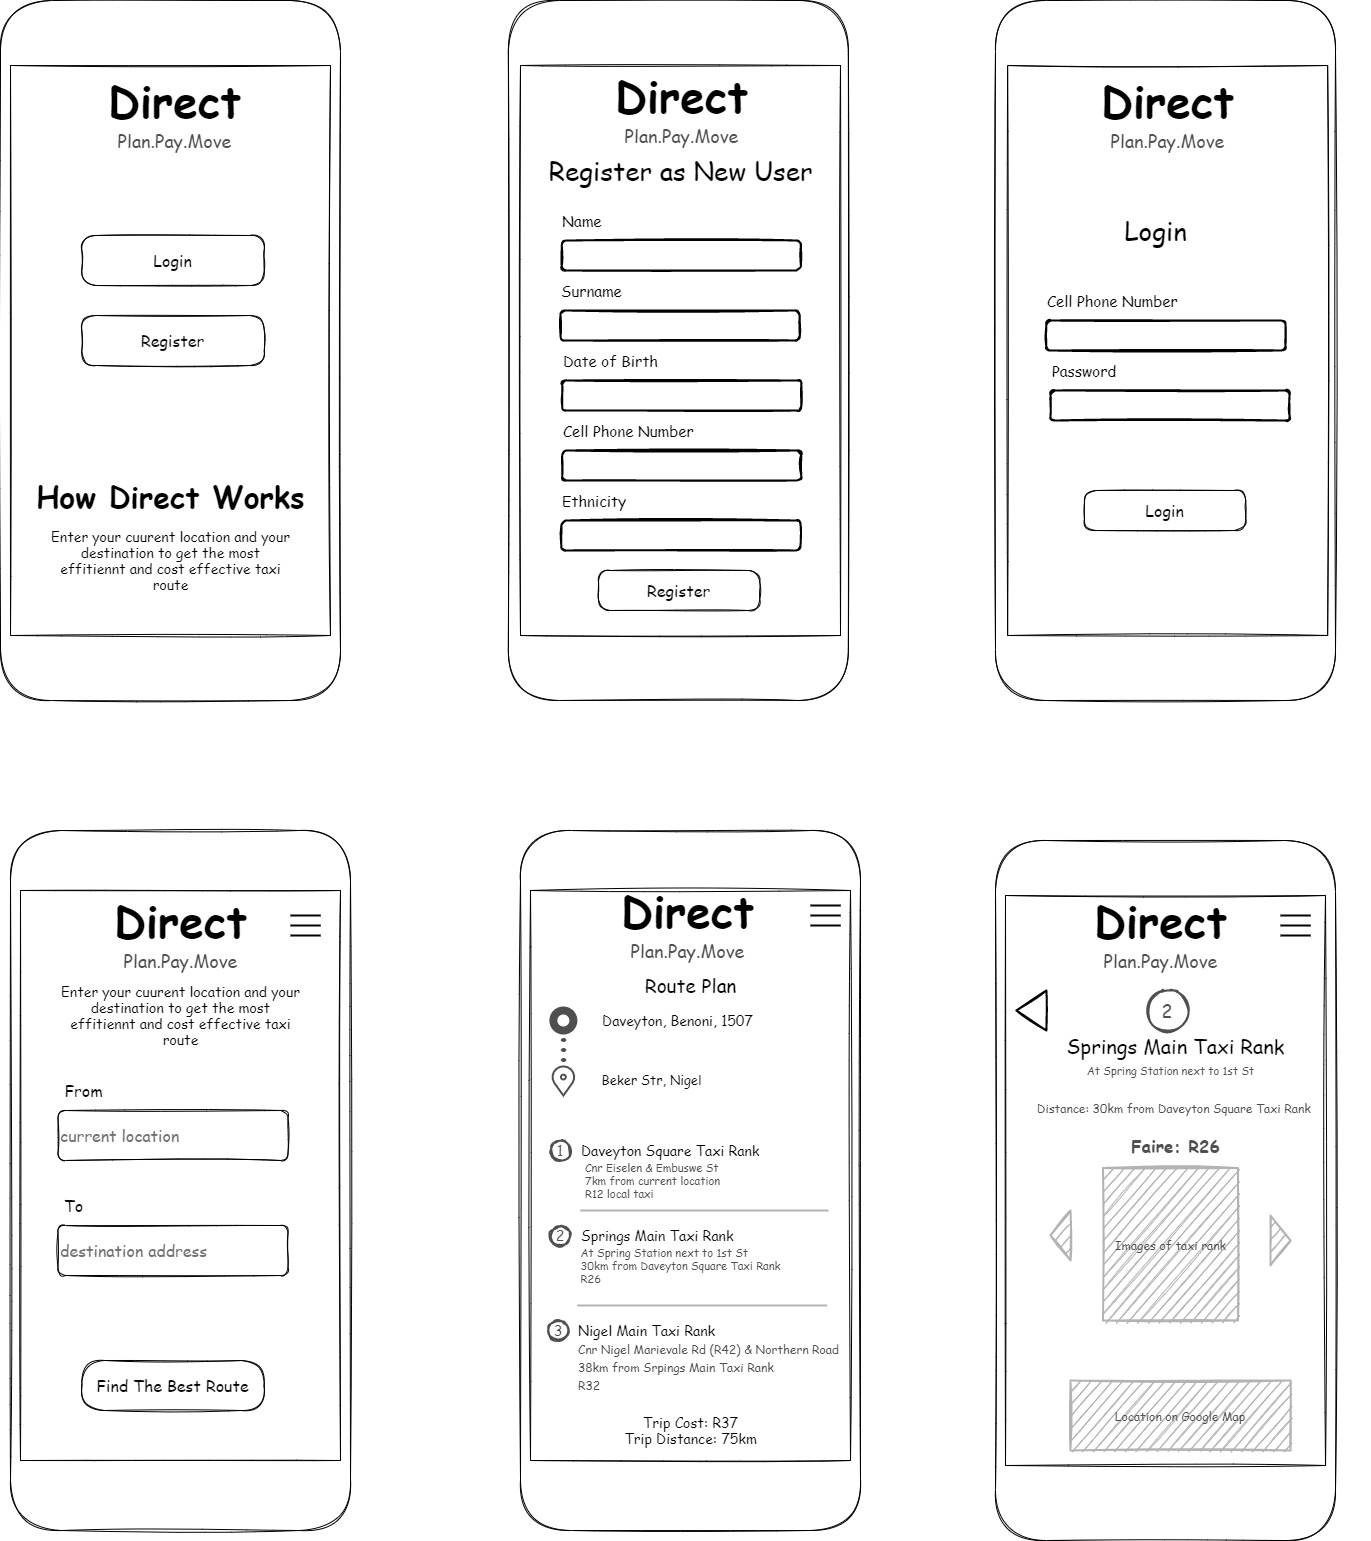 Direct
Plan.Pay.Move
Login
Register
How Direct Works
Enter your cuurent location and your
destination to get the most
effitiennt and cost effective taxi
route
Direct
Plan.Pay.Move
Register as New User
Name
Surname
Date of Birth
Cell Phone Number
Ethnicity
Register
Direct
Plan.Pay.Move
Login
Cell Phone Number
Password
Login
Direct
Plan.Pay.Move
Enter your cuurent location and your
destination to get the most
effitiennt and cost effective taxi
route
From
current location
To
destination address
Find The Best Route
Direct
Plan.Pay.Move
Route Plan
Daveyton, Benoni, 1507
Beker Str, Nigel
1 Daveyton Square Taxi Rank
Cnr Eiselen & Embuswe St
7km from current location
R12 local taxi
2 Springs Main Taxi Rank
At Spring Station next to 1st St
30km from Daveyton Square Taxi Rank
R26
3 Nigel Main Taxi Rank
Cnr Nigel Marievale Rd (R42) & Northern Road
38km from Srpings Main Taxi Rank
R32
Trip Cost: R37
Trip Distance: 75km
Direct
Plan.Pay.Move
2
Springs Main Taxi Rank
At Spring Station next to 1st St
Distance: 30km from Daveyton Square Taxi Rank
Faire: R26
Images of taxi rank
Location on Google Map